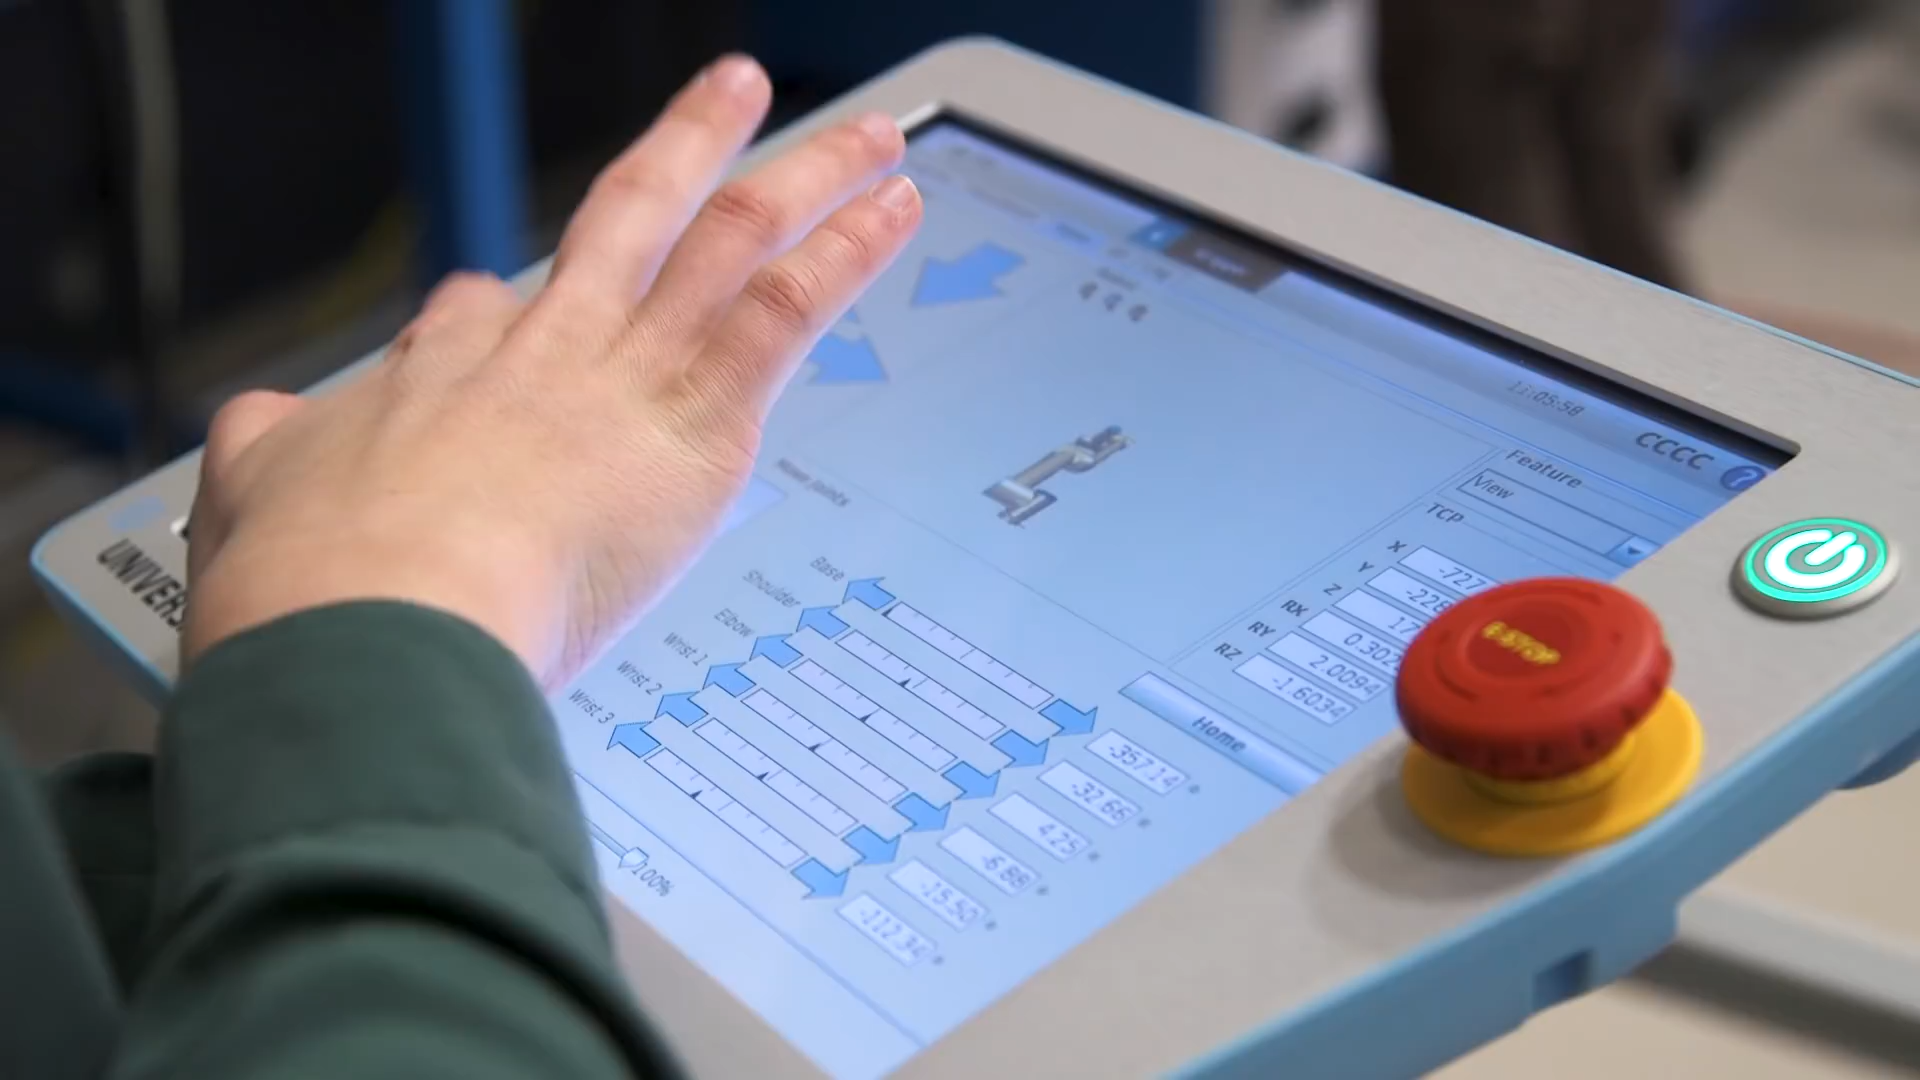 11:05:58
CCCC
?
Feature
View
TCP
X -727
Y -228
Z 17
RX 0.302
RY 2.0094
RZ -1.6034
Move Joints
Base -357.14 °
Shoulder -32.66 °
Elbow 4.25 °
Wrist 1 -6.88 °
Wrist 2 -15.50 °
Wrist 3 -112.34 °
Home
100%
E-STOP
UNIVERS